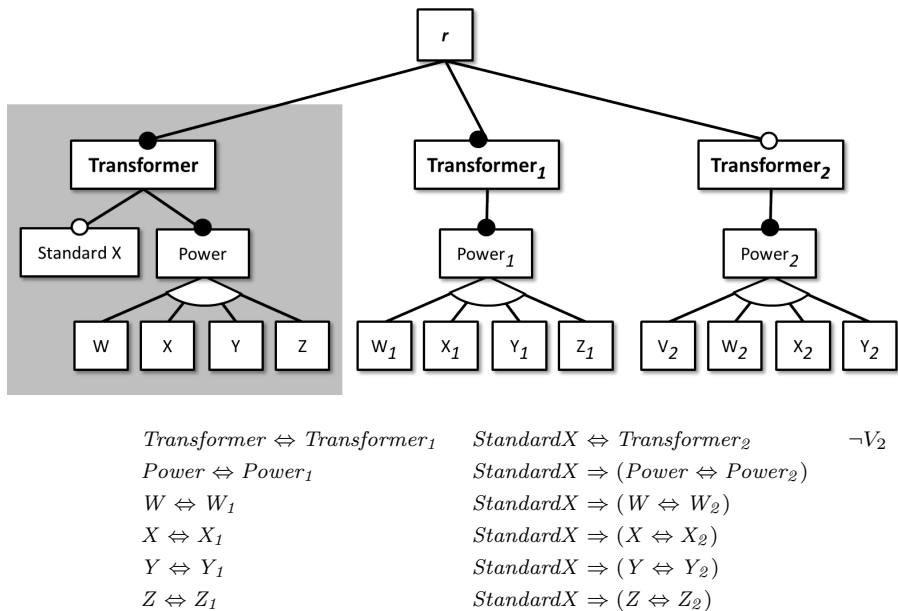 r
Transformer Transformer₁ Transformer₂
Standard X Power Power₁ Power₂
W X Y Z W₁ X₁ Y₁ Z₁ V₂ W₂ X₂ Y₂
Transformer ⇔ Transformer₁ StandardX ⇔ Transformer₂ ¬V₂
Power ⇔ Power₁ StandardX ⇒ (Power ⇔ Power₂)
W ⇔ W₁ StandardX ⇒ (W ⇔ W₂)
X ⇔ X₁ StandardX ⇒ (X ⇔ X₂)
Y ⇔ Y₁ StandardX ⇒ (Y ⇔ Y₂)
Z ⇔ Z₁ StandardX ⇒ (Z ⇔ Z₂)